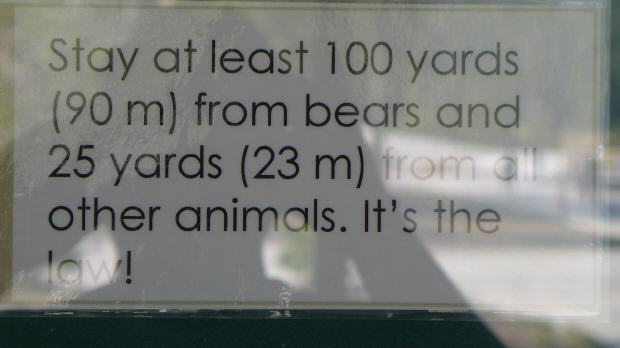 Stay at least 100 yards
(90 m) from bears and
25 yards (23 m) from all
other animals. It's the
law!